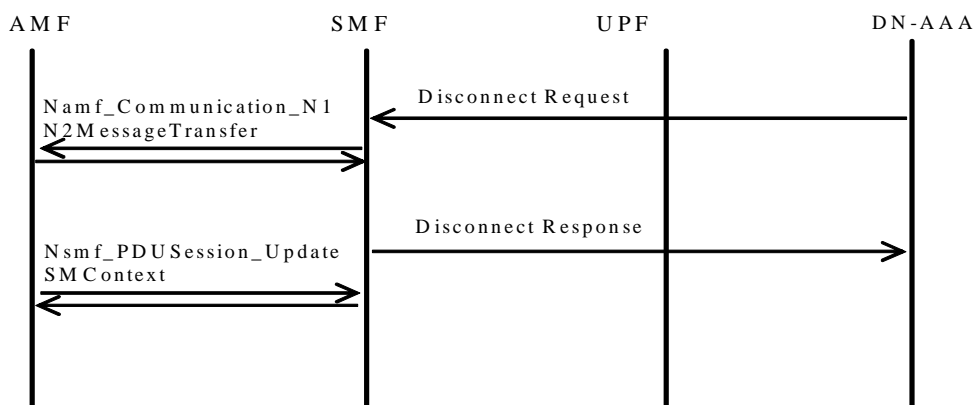 AMF SMF UPF DN-AAA
Disconnect Request
Namf_Communication_N1
N2MessageTransfer
Disconnect Response
Nsmf_PDUSession_Update
SMContext